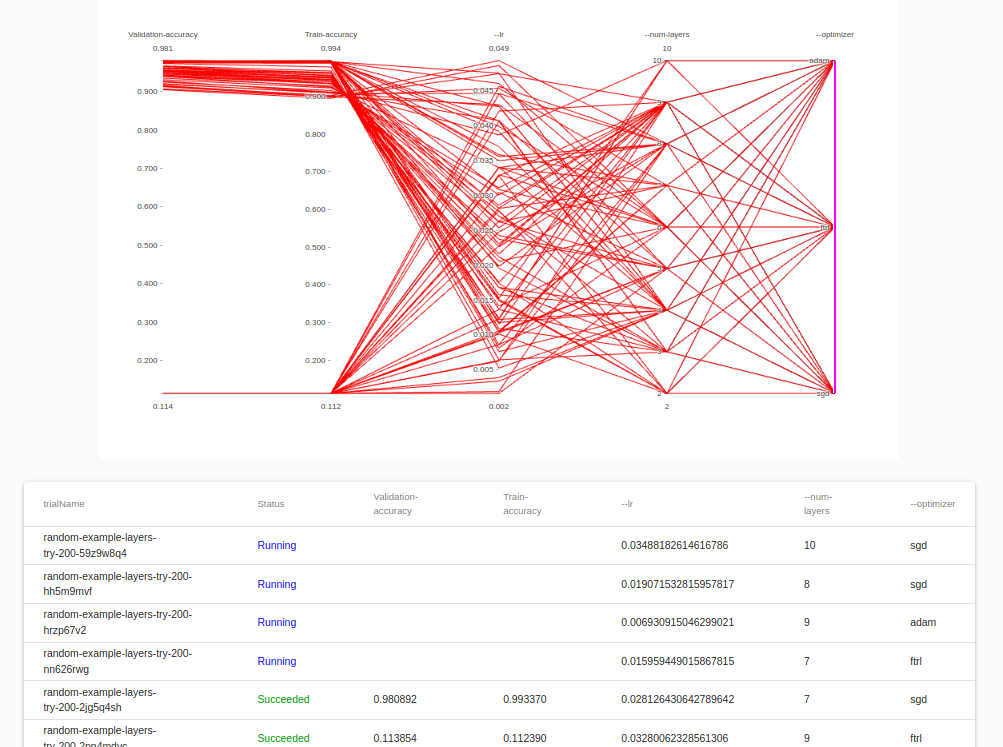 Validation-accuracy Train-accuracy --lr --num-layers --optimizer
0.981 0.994 0.049 10
10 adam
0.900 0.900 0.045 9
0.800 0.800 0.040 8
0.700 0.700 0.035
0.600 0.600 0.030 6 ftrl
0.500 0.500 0.025
0.400 0.400 0.020
0.300 0.300 0.015
0.200 0.200 0.010
0.005
2 sgd
0.114 0.112 0.002 2
trialName Status Validation-accuracy Train-accuracy --lr --num-layers --optimizer
random-example-layers-
try-200-59z9w8q4 Running 0.03488182614616786 10 sgd
random-example-layers-try-200-
hh5m9mvf Running 0.019071532815957817 8 sgd
random-example-layers-try-200-
hrzp67v2 Running 0.006930915046299021 9 adam
random-example-layers-try-200-
nn626rwg Running 0.015959449015867815 7 ftrl
random-example-layers-
try-200-2jg5q4sh Succeeded 0.980892 0.993370 0.028126430642789642 7 sgd
random-example-layers-
Succeeded 0.113854 0.112390 0.03280062328561306 9 ftrl